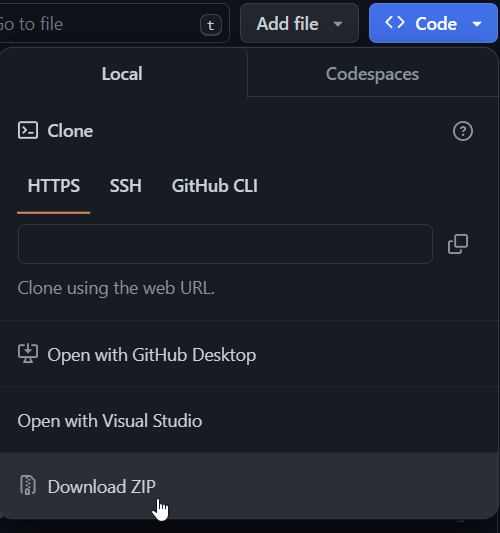 Go to file t Add file <> Code
Local Codespaces
Clone
HTTPS SSH GitHub CLI
Clone using the web URL.
Open with GitHub Desktop
Open with Visual Studio
Download ZIP